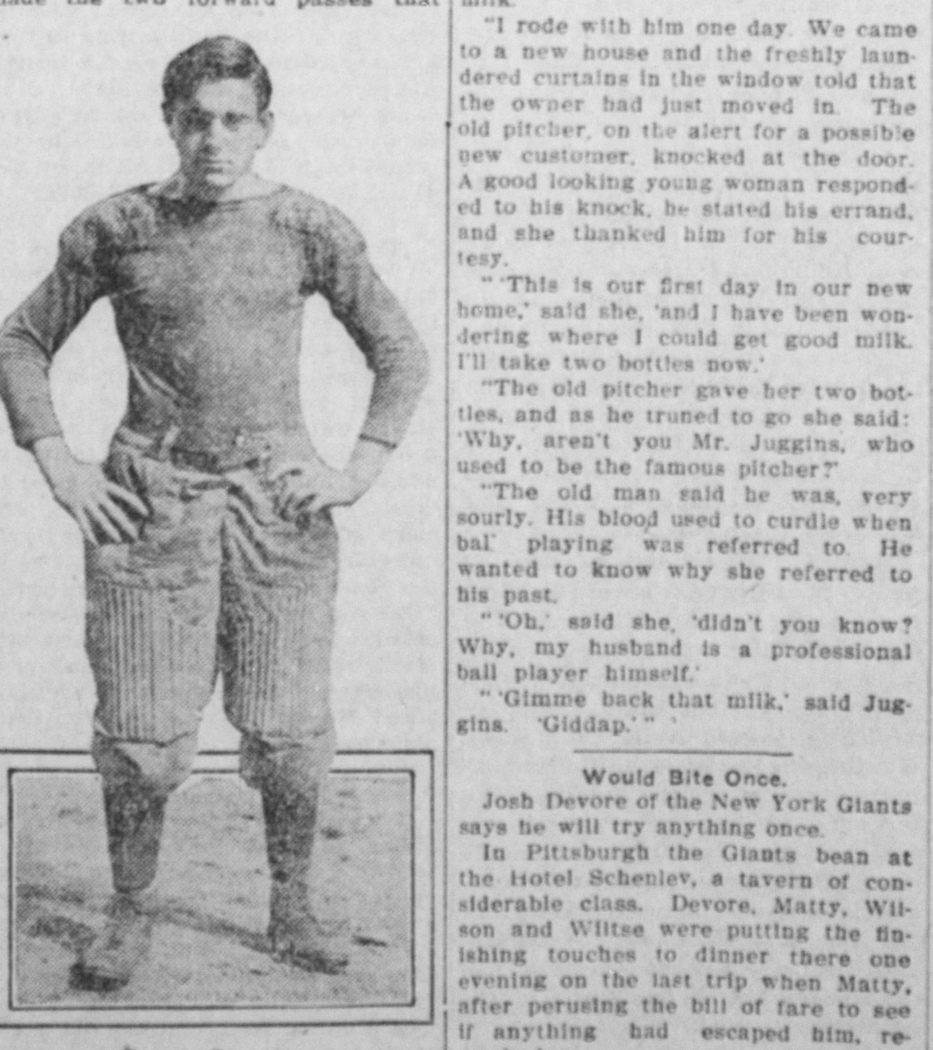 made the two forward passes that
milk.
"I rode with him one day. We came
to a new house and the freshly laun-
dered curtains in the window told that
the owner had just moved in. The
old pitcher, on the alert for a possible
new customer, knocked at the door.
A good looking young woman respond-
ed to his knock, he stated his errand,
and she thanked him for his cour-
tesy.
" 'This is our first day in our new
home,' said she, 'and I have been won-
dering where I could get good milk.
I'll take two bottles now.'
"The old pitcher gave her two bot-
tles, and as he truned to go she said:
'Why, aren't you Mr. Juggins, who
used to be the famous pitcher?'
"The old man said he was, very
sourly. His blood used to curdle when
bal' playing was referred to. He
wanted to know why she referred to
his past.
" 'Oh,' said she, 'didn't you know?
Why, my husband is a professional
ball player himself.'
" 'Gimme back that milk,' said Jug-
gins. 'Giddap.' " '
Would Bite Once.
Josh Devore of the New York Giants
says he will try anything once.
In Pittsburgh the Giants bean at
the Hotel Schenley, a tavern of con-
siderable class. Devore, Matty, Wil-
son and Wiltse were putting the fin-
ishing touches to dinner there one
evening on the last trip when Matty,
after perusing the bill of fare to see
if anything had escaped him, re-